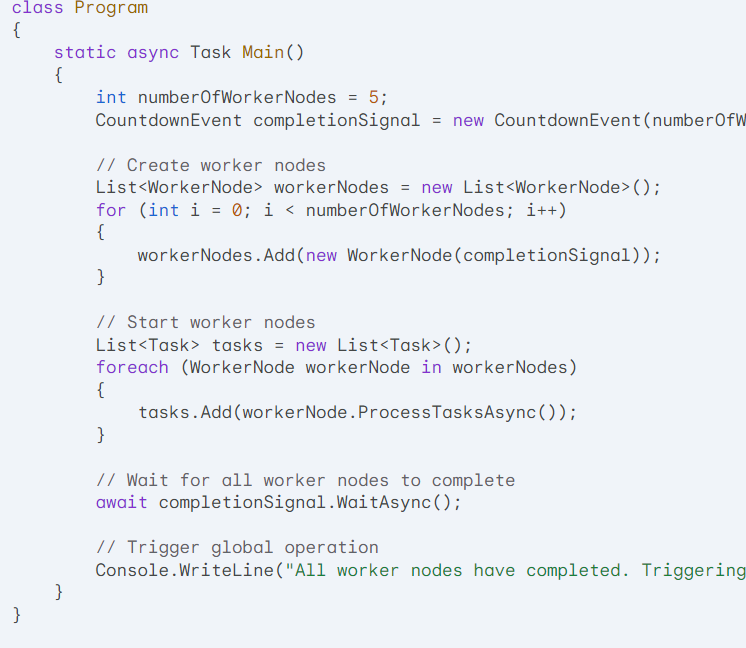 class Program
{
    static async Task Main()
    {
        int numberOfWorkerNodes = 5;
        CountdownEvent completionSignal = new CountdownEvent(numberOfW

        // Create worker nodes
        List<WorkerNode> workerNodes = new List<WorkerNode>();
        for (int i = 0; i < numberOfWorkerNodes; i++)
        {
            workerNodes.Add(new WorkerNode(completionSignal));
        }

        // Start worker nodes
        List<Task> tasks = new List<Task>();
        foreach (WorkerNode workerNode in workerNodes)
        {
            tasks.Add(workerNode.ProcessTasksAsync());
        }

        // Wait for all worker nodes to complete
        await completionSignal.WaitAsync();

        // Trigger global operation
        Console.WriteLine("All worker nodes have completed. Triggering
    }
}